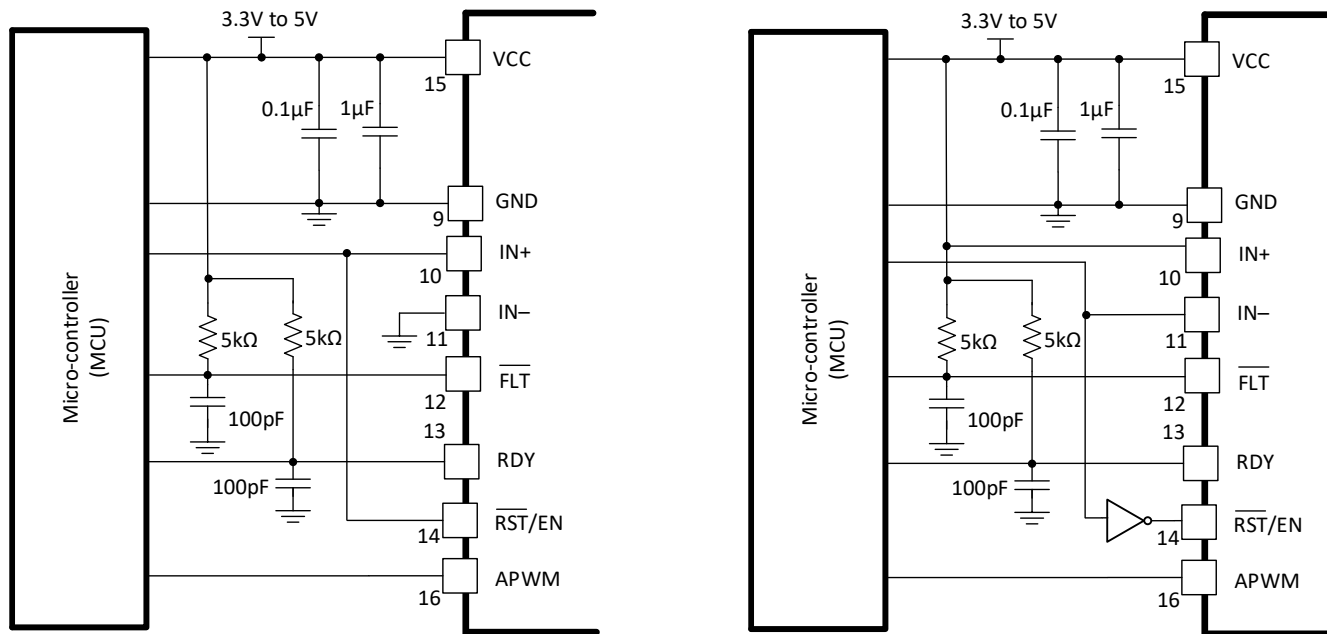 3.3V to 5V
VCC
15
0.1µF
1µF
GND
9
IN+
10
IN−
11
5kΩ
5kΩ
FLT
12
100pF
13
RDY
100pF
RST/EN
14
APWM
16
Micro-controller
(MCU)
3.3V to 5V
VCC
15
0.1µF
1µF
GND
9
IN+
10
IN−
11
5kΩ
5kΩ
FLT
12
100pF
13
RDY
100pF
RST/EN
14
APWM
16
Micro-controller
(MCU)